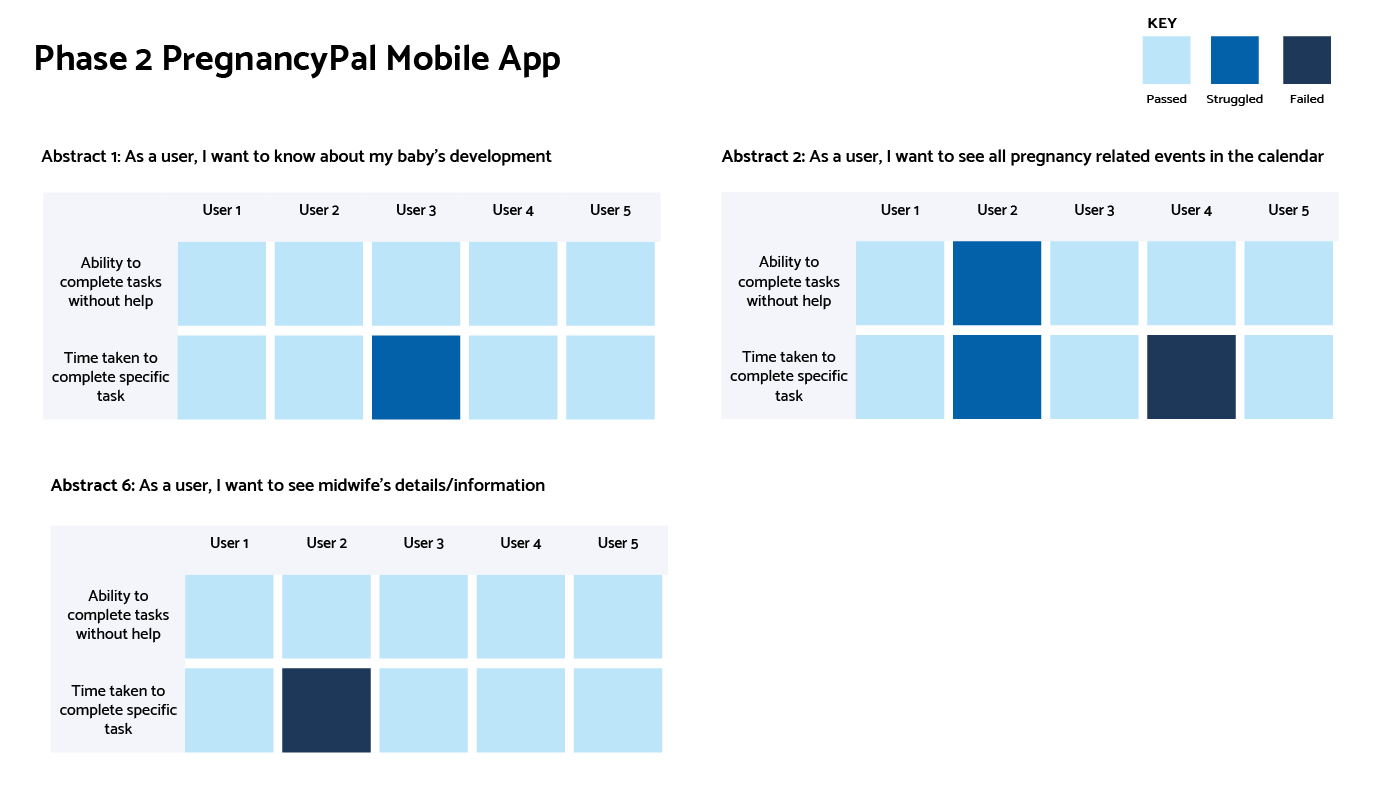 Phase 2 PregnancyPal Mobile App
KEY
Passed Struggled Failed
Abstract 1: As a user, I want to know about my baby's development
User 1 User 2 User 3 User 4 User 5
Ability to
complete tasks
without help
Time taken to
complete specific
task
Abstract 2: As a user, I want to see all pregnancy related events in the calendar
User 1 User 2 User 3 User 4 User 5
Ability to
complete tasks
without help
Time taken to
complete specific
task
Abstract 6: As a user, I want to see midwife's details/information
User 1 User 2 User 3 User 4 User 5
Ability to
complete tasks
without help
Time taken to
complete specific
task